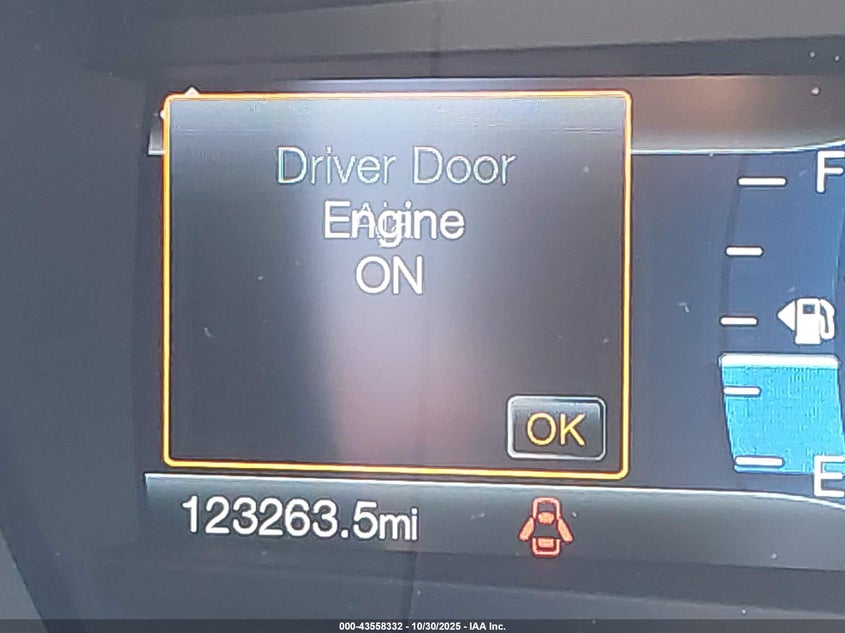 Driver Door
Engine
ON
OK
F
E
123263.5mi
000-43558332 - 10/30/2025 - IAA Inc.